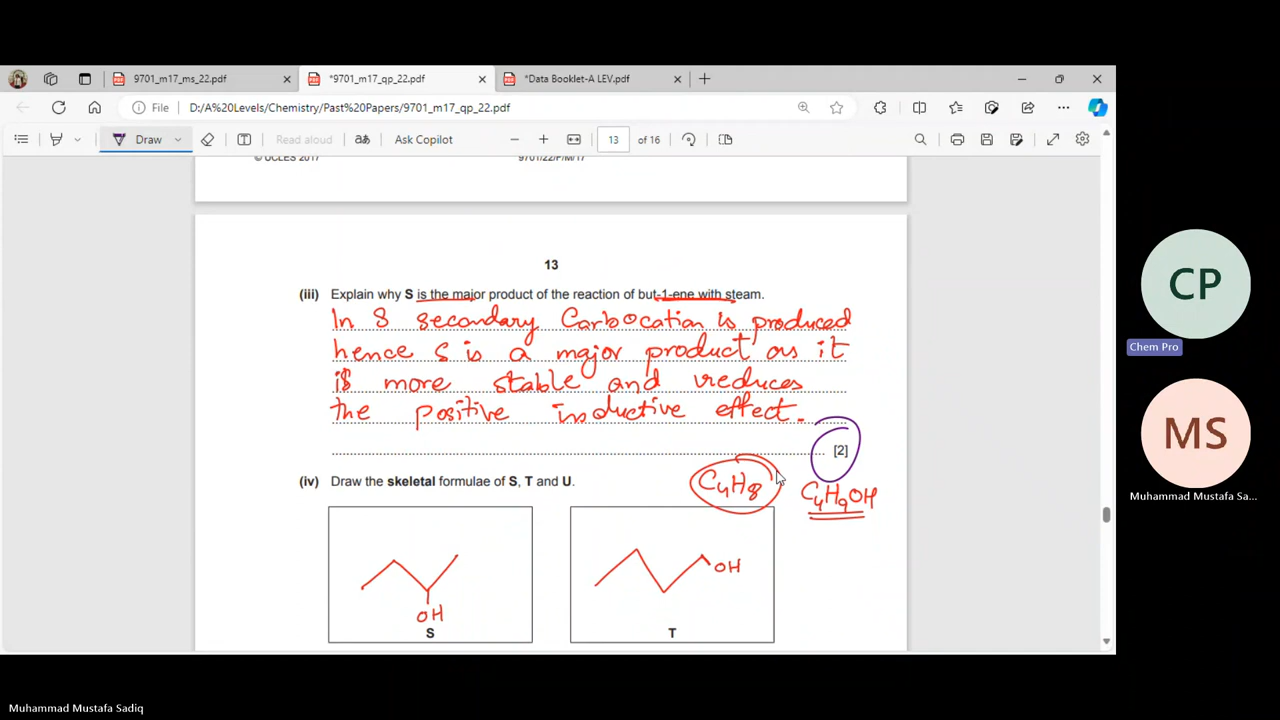 9701_m17_ms_22.pdf
*9701_m17_qp_22.pdf
*Data Booklet-A LEV.pdf
File D:/A%20Levels/Chemistry/Past%20Papers/9701_m17_qp_22.pdf
Draw Read aloud aあ Ask Copilot 13 of 16
© UCLES 2017 9701/22/F/M/17
13
(iii) Explain why S is the major product of the reaction of but-1-ene with steam.
In S secondary Carbocation is produced
hence S is a major product as it
is more stable and reduces
the positive inductive effect.
[2]
(iv) Draw the skeletal formulae of S, T and U.
C4H8
C4H9OH
OH
S
OH
T
CP
Chem Pro
MS
Muhammad Mustafa Sa...
Muhammad Mustafa Sadiq